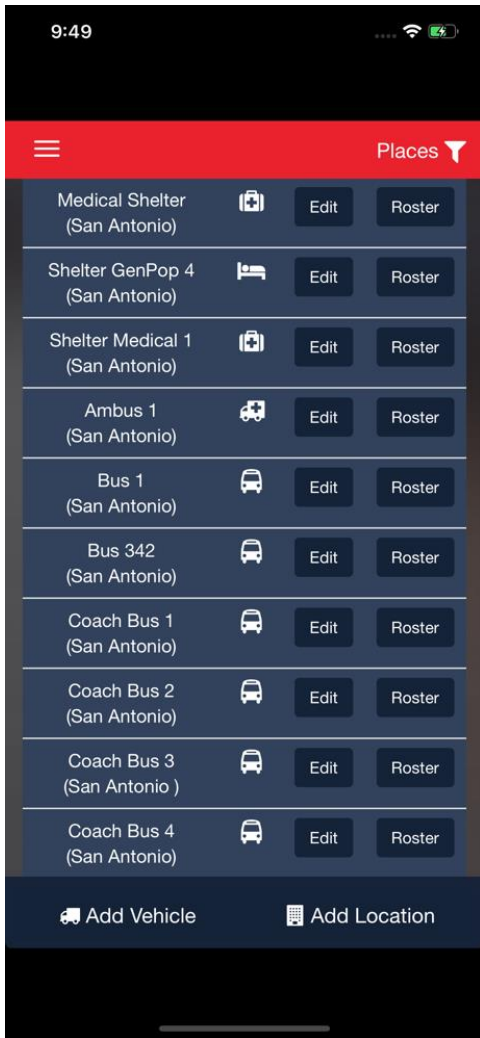 9:49
Places
Medical Shelter
(San Antonio)
Edit
Roster
Shelter GenPop 4
(San Antonio)
Edit
Roster
Shelter Medical 1
(San Antonio)
Edit
Roster
Ambus 1
(San Antonio)
Edit
Roster
Bus 1
(San Antonio)
Edit
Roster
Bus 342
(San Antonio)
Edit
Roster
Coach Bus 1
(San Antonio)
Edit
Roster
Coach Bus 2
(San Antonio)
Edit
Roster
Coach Bus 3
(San Antonio )
Edit
Roster
Coach Bus 4
(San Antonio)
Edit
Roster
Add Vehicle
Add Location